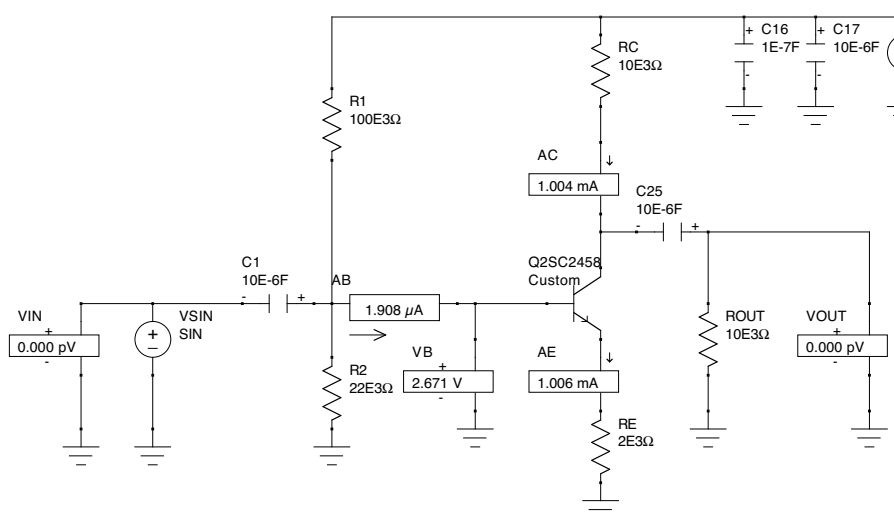 C16
+
1E-7F
-
C17
+
10E-6F
-
RC
10E3Ω
R1
100E3Ω
AC
1.004 mA
C25
10E-6F
-
+
Q2SC2458
Custom
C1
10E-6F
-
+
AB
1.908 µA
VIN
+
0.000 pV
-
VSIN
SIN
+
−
R2
22E3Ω
VB
+
2.671 V
-
AE
1.006 mA
RE
2E3Ω
ROUT
10E3Ω
VOUT
+
0.000 pV
-